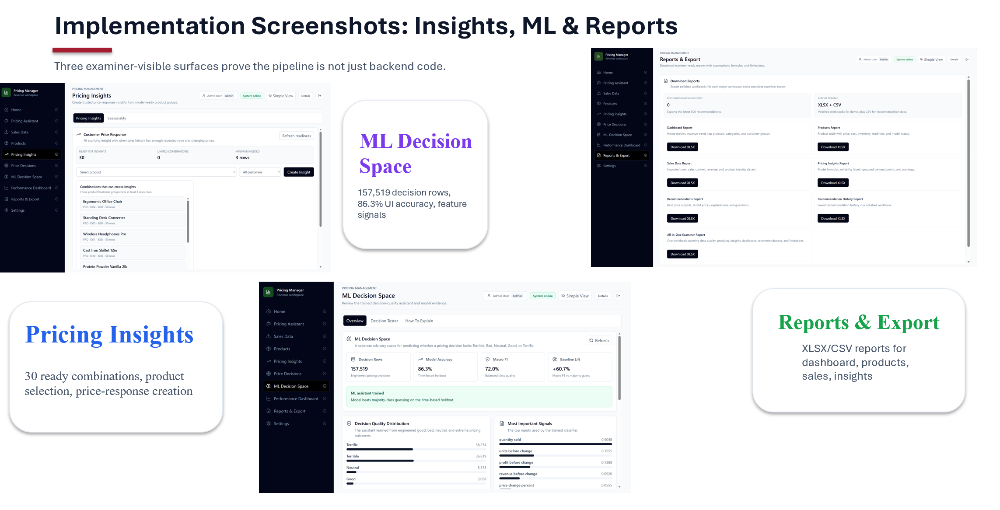 Implementation Screenshots: Insights, ML & Reports
Three examiner-visible surfaces prove the pipeline is not just backend code.
Pricing Manager
Revenue workspace
Home
Pricing Assistant
Sales Data
Products
Pricing Insights
Price Decisions
ML Decision Space
Performance Dashboard
Reports & Export
Settings
PRICING MANAGEMENT
Pricing Insights
Create trusted price-response insights from model-ready product groups.
Admin User Admin
System online
Simple View
Details
Pricing Insights
Seasonality
Customer Price Response
Fit a pricing insight only when sales history has enough repeated rows and changing prices.
Refresh readiness
READY FOR INSIGHTS
30
LIMITED COMBINATIONS
0
MINIMUM NEEDED
3 rows
Select product
All customers
Create Insight
Combinations that can create insights
These product/customer groups have at least 3 sales rows.
Ergonomic Office Chair
PRD-1004 - B2B - 50 rows
Standing Desk Converter
PRD-1005 - B2B - 50 rows
Wireless Headphones Pro
PRD-1001 - B2B - 50 rows
Cast Iron Skillet 12in
PRD-1010 - B2B - 50 rows
Protein Powder Vanilla 2lb
ML Decision
Space
157,519 decision rows,
86.3% UI accuracy, feature
signals
Pricing Manager
Revenue workspace
Home
Pricing Assistant
Sales Data
Products
Pricing Insights
Price Decisions
ML Decision Space
Performance Dashboard
Reports & Export
Settings
PRICING MANAGEMENT
Reports & Export
Download examiner-ready reports with assumptions, formulas, and limitations.
Admin User Admin
System online
Simple View
Details
Download Reports
Export polished workbooks for each major workspace and a complete examiner report.
RECOMMENDATION RECORDS
0
Exports the latest 500 recommendations.
REPORT FORMAT
XLSX + CSV
Polished workbooks for demo, plus CSV for recommendation data.
Dashboard Report
Home metrics, revenue trend, top products, categories, and customer groups.
Download XLSX
Products Report
Product table with price, cost, inventory, readiness, and model status.
Download XLSX
Sales Data Report
Imported rows, sales context, revenue, and product identity details.
Download XLSX
Pricing Insights Report
Model formulas, reliability labels, grouped demand points, and warnings.
Download XLSX
Recommendations Report
Best price outputs, tested prices, explanations, and guardrails.
Download XLSX
Recommendation History Report
Saved recommendation history in a polished workbook.
Download XLSX
All-in-One Examiner Report
One workbook covering data quality, products, insights, dashboard, recommendations, and limitations.
Download XLSX
Pricing Insights
30 ready combinations, product
selection, price-response creation
Pricing Manager
Revenue workspace
Home
Pricing Assistant
Sales Data
Products
Pricing Insights
Price Decisions
ML Decision Space
Performance Dashboard
Reports & Export
Settings
PRICING MANAGEMENT
ML Decision Space
Review the trained decision-quality assistant and model evidence.
Admin User Admin
System online
Simple View
Details
Overview
Decision Tester
How To Explain
ML Decision Space
A separate advisory space for predicting whether a pricing decision looks Terrible, Bad, Neutral, Good, or Terrific.
Refresh
Decision Rows
157,519
Engineered pricing decisions
Model Accuracy
86.3%
Time-based holdout
Macro F1
72.0%
Balanced class quality
Baseline Lift
+60.7%
Macro F1 vs majority guess
ML assistant trained
Model beats majority-class guessing on the time-based holdout.
Decision Quality Distribution
The assistant learned from engineered good, bad, neutral, and extreme pricing
outcomes.
Terrific 36,254
Terrible 36,619
Neutral 5,373
Good 3,058
Most Important Signals
The top inputs used by the trained classifier.
quantity sold 0.5048
units before change 0.1555
profit before change 0.1388
revenue before change 0.0920
price change percent 0.0555
Reports & Export
XLSX/CSV reports for
dashboard, products,
sales, insights